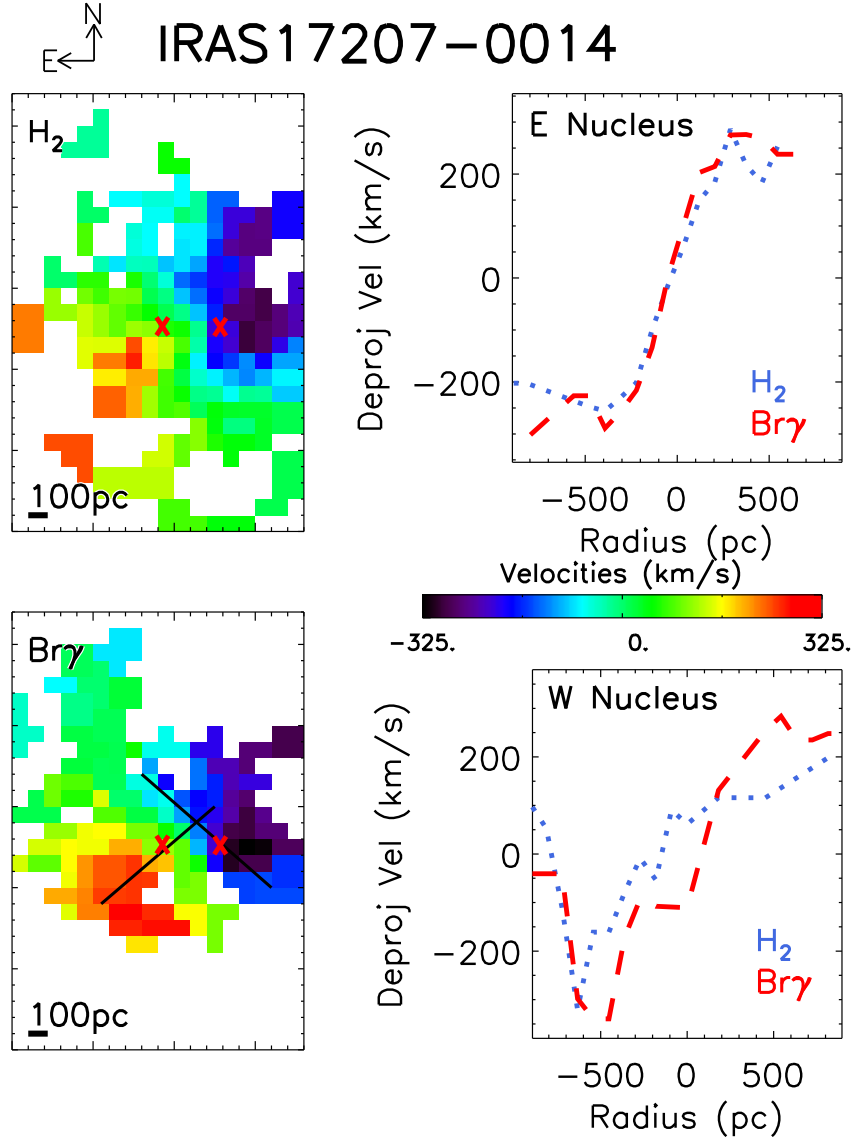 N
E
IRAS17207−0014
H2
100pc
E Nucleus
Deproj Vel (km/s)
200
0
−200
H2
Brγ
−500 0 500
Radius (pc)
Velocities (km/s)
−325. 0. 325.
Brγ
100pc
W Nucleus
Deproj Vel (km/s)
200
0
−200
H2
Brγ
−500 0 500
Radius (pc)